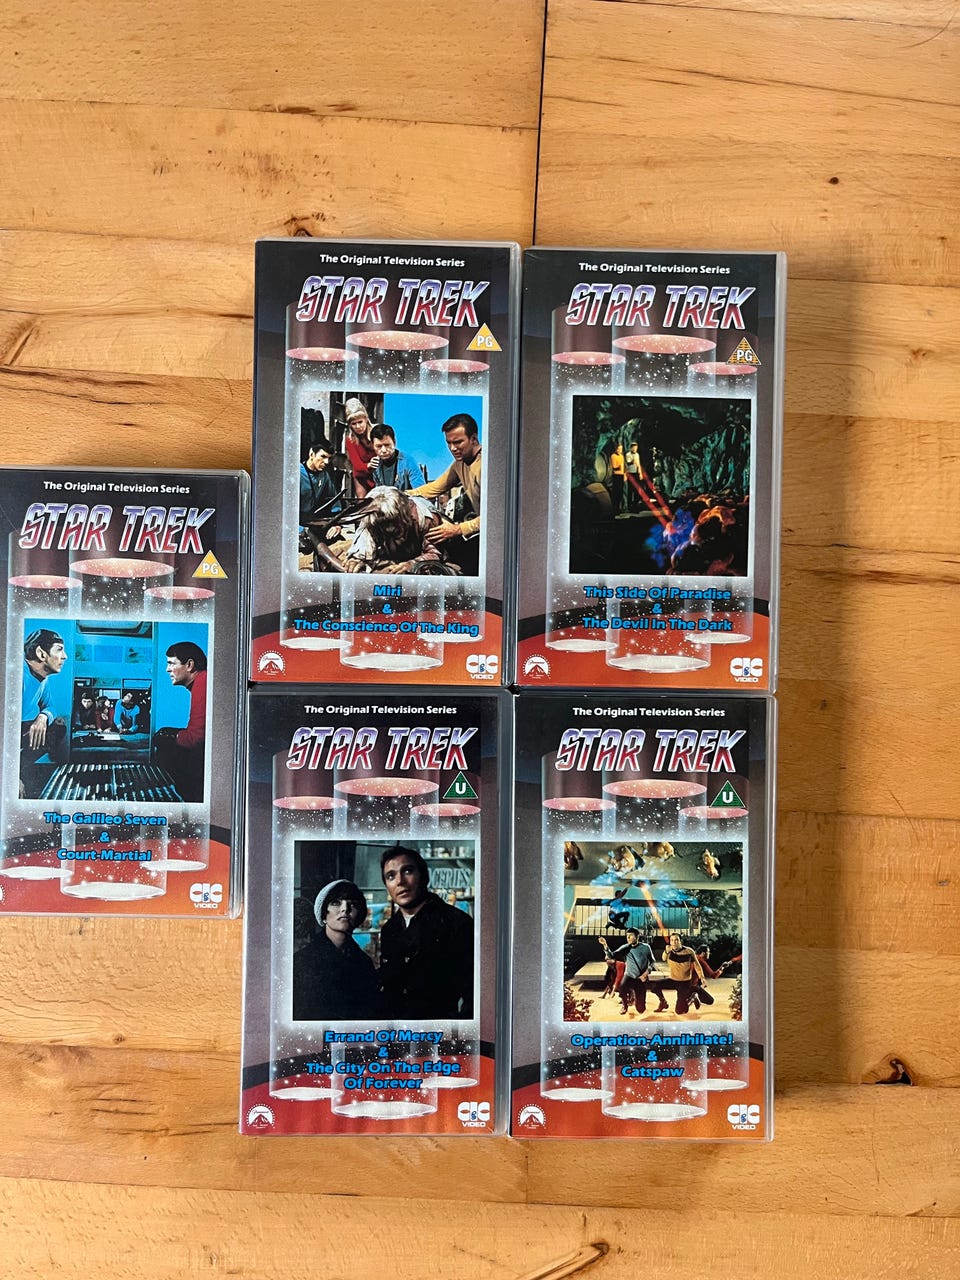 The Original Television Series
STAR TREK
PG
Miri
&
The Conscience Of The King
CIC
VIDEO
The Original Television Series
STAR TREK
PG
This Side Of Paradise
&
The Devil In The Dark
CIC
VIDEO
The Original Television Series
STAR TREK
PG
The Galileo Seven
&
Court-Martial
CIC
VIDEO
The Original Television Series
STAR TREK
U
Errand Of Mercy
&
The City On The Edge
Of Forever
CIC
VIDEO
The Original Television Series
STAR TREK
U
Operation-Annihilate!
&
Catspaw
CIC
VIDEO